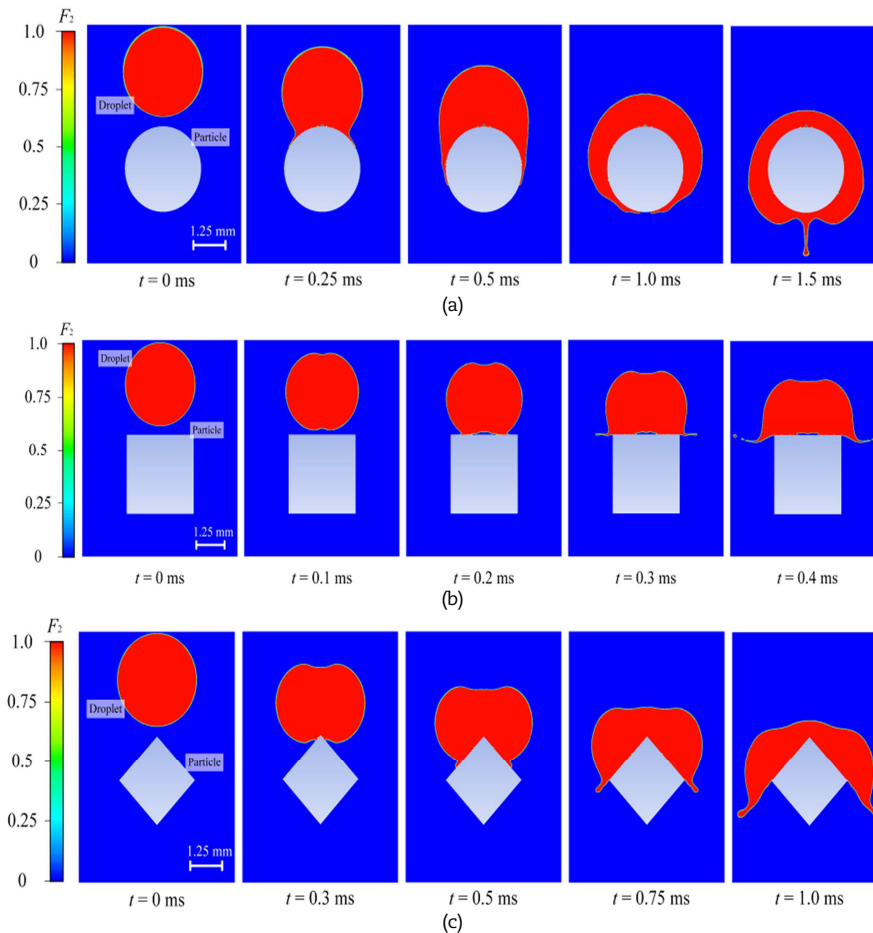 F₂
1.0
0.75
0.5
0.25
0
Droplet
Particle
1.25 mm
t = 0 ms
t = 0.25 ms
t = 0.5 ms
t = 1.0 ms
t = 1.5 ms
(a)
F₂
1.0
0.75
0.5
0.25
0
Droplet
Particle
1.25 mm
t = 0 ms
t = 0.1 ms
t = 0.2 ms
t = 0.3 ms
t = 0.4 ms
(b)
F₂
1.0
0.75
0.5
0.25
0
Droplet
Particle
1.25 mm
t = 0 ms
t = 0.3 ms
t = 0.5 ms
t = 0.75 ms
t = 1.0 ms
(c)